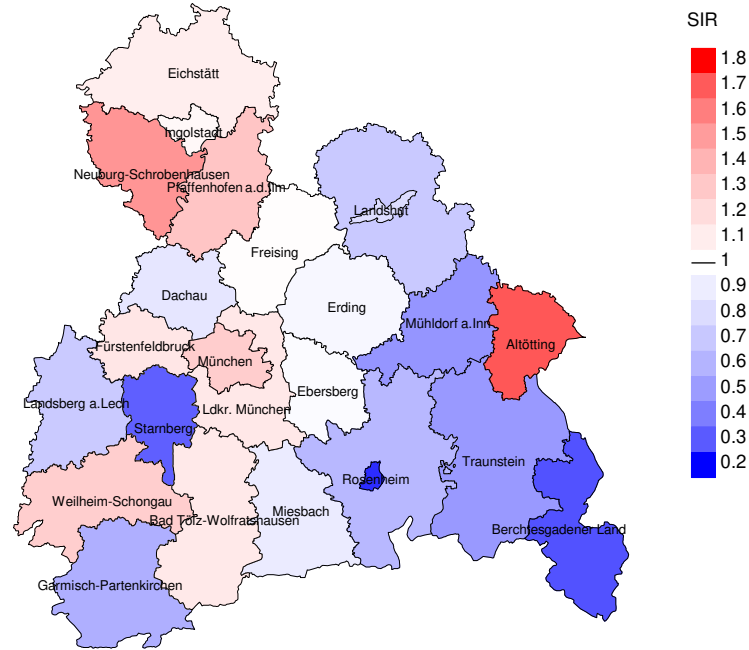 SIR
1.8
1.7
1.6
1.5
1.4
1.3
1.2
1.1
1
0.9
0.8
0.7
0.6
0.5
0.4
0.3
0.2
Eichstätt
Ingolstadt
Neuburg-Schrobenhausen
Pfaffenhofen a.d.Ilm
Landshut
Freising
Dachau
Erding
Mühldorf a.Inn
Altötting
Fürstenfeldbruck
München
Ebersberg
Landsberg a.Lech
Ldkr. München
Starnberg
Traunstein
Rosenheim
Weilheim-Schongau
Miesbach
Bad Tölz-Wolfratshausen
Berchtesgadener Land
Garmisch-Partenkirchen